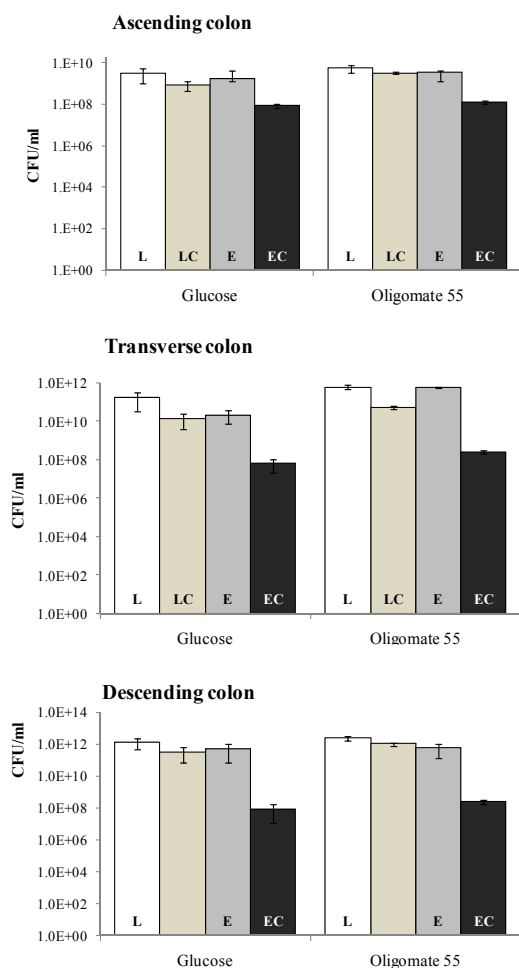 Ascending colon
1.E+10
1.E+08
1.E+06
1.E+04
1.E+02
1.E+00
CFU/ml
L LC E EC L LC E EC
Glucose Oligomate 55
Transverse colon
1.0E+12
1.0E+10
1.0E+08
1.0E+06
1.0E+04
1.0E+02
1.0E+00
CFU/ml
L LC E EC L LC E EC
Glucose Oligomate 55
Descending colon
1.0E+14
1.0E+12
1.0E+10
1.0E+08
1.0E+06
1.0E+04
1.0E+02
1.0E+00
CFU/ml
L E EC L E EC
Glucose Oligomate 55